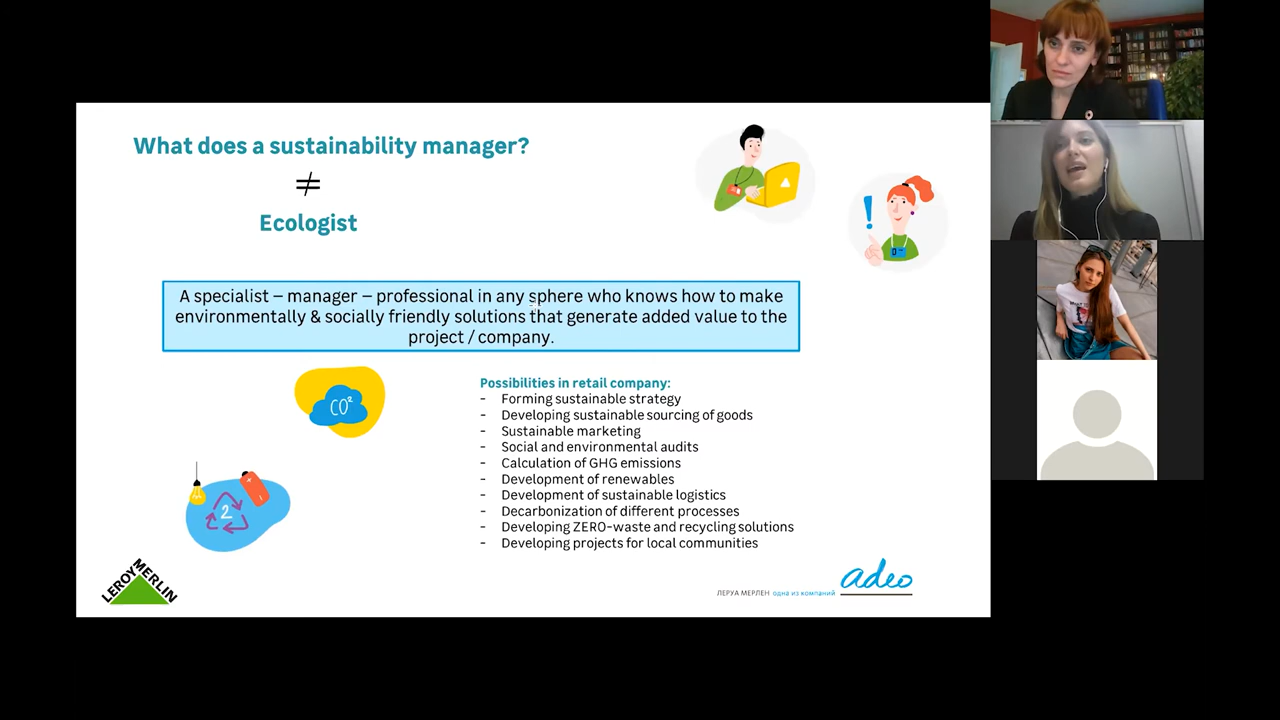 What does a sustainability manager?
≠
Ecologist
A specialist – manager – professional in any sphere who knows how to make
environmentally & socially friendly solutions that generate added value to the
project / company.
CO²
2
Possibilities in retail company:
- Forming sustainable strategy
- Developing sustainable sourcing of goods
- Sustainable marketing
- Social and environmental audits
- Calculation of GHG emissions
- Development of renewables
- Development of sustainable logistics
- Decarbonization of different processes
- Developing ZERO-waste and recycling solutions
- Developing projects for local communities
LEROY MERLIN
ЛЕРУА МЕРЛЕН одна из компаний adeo